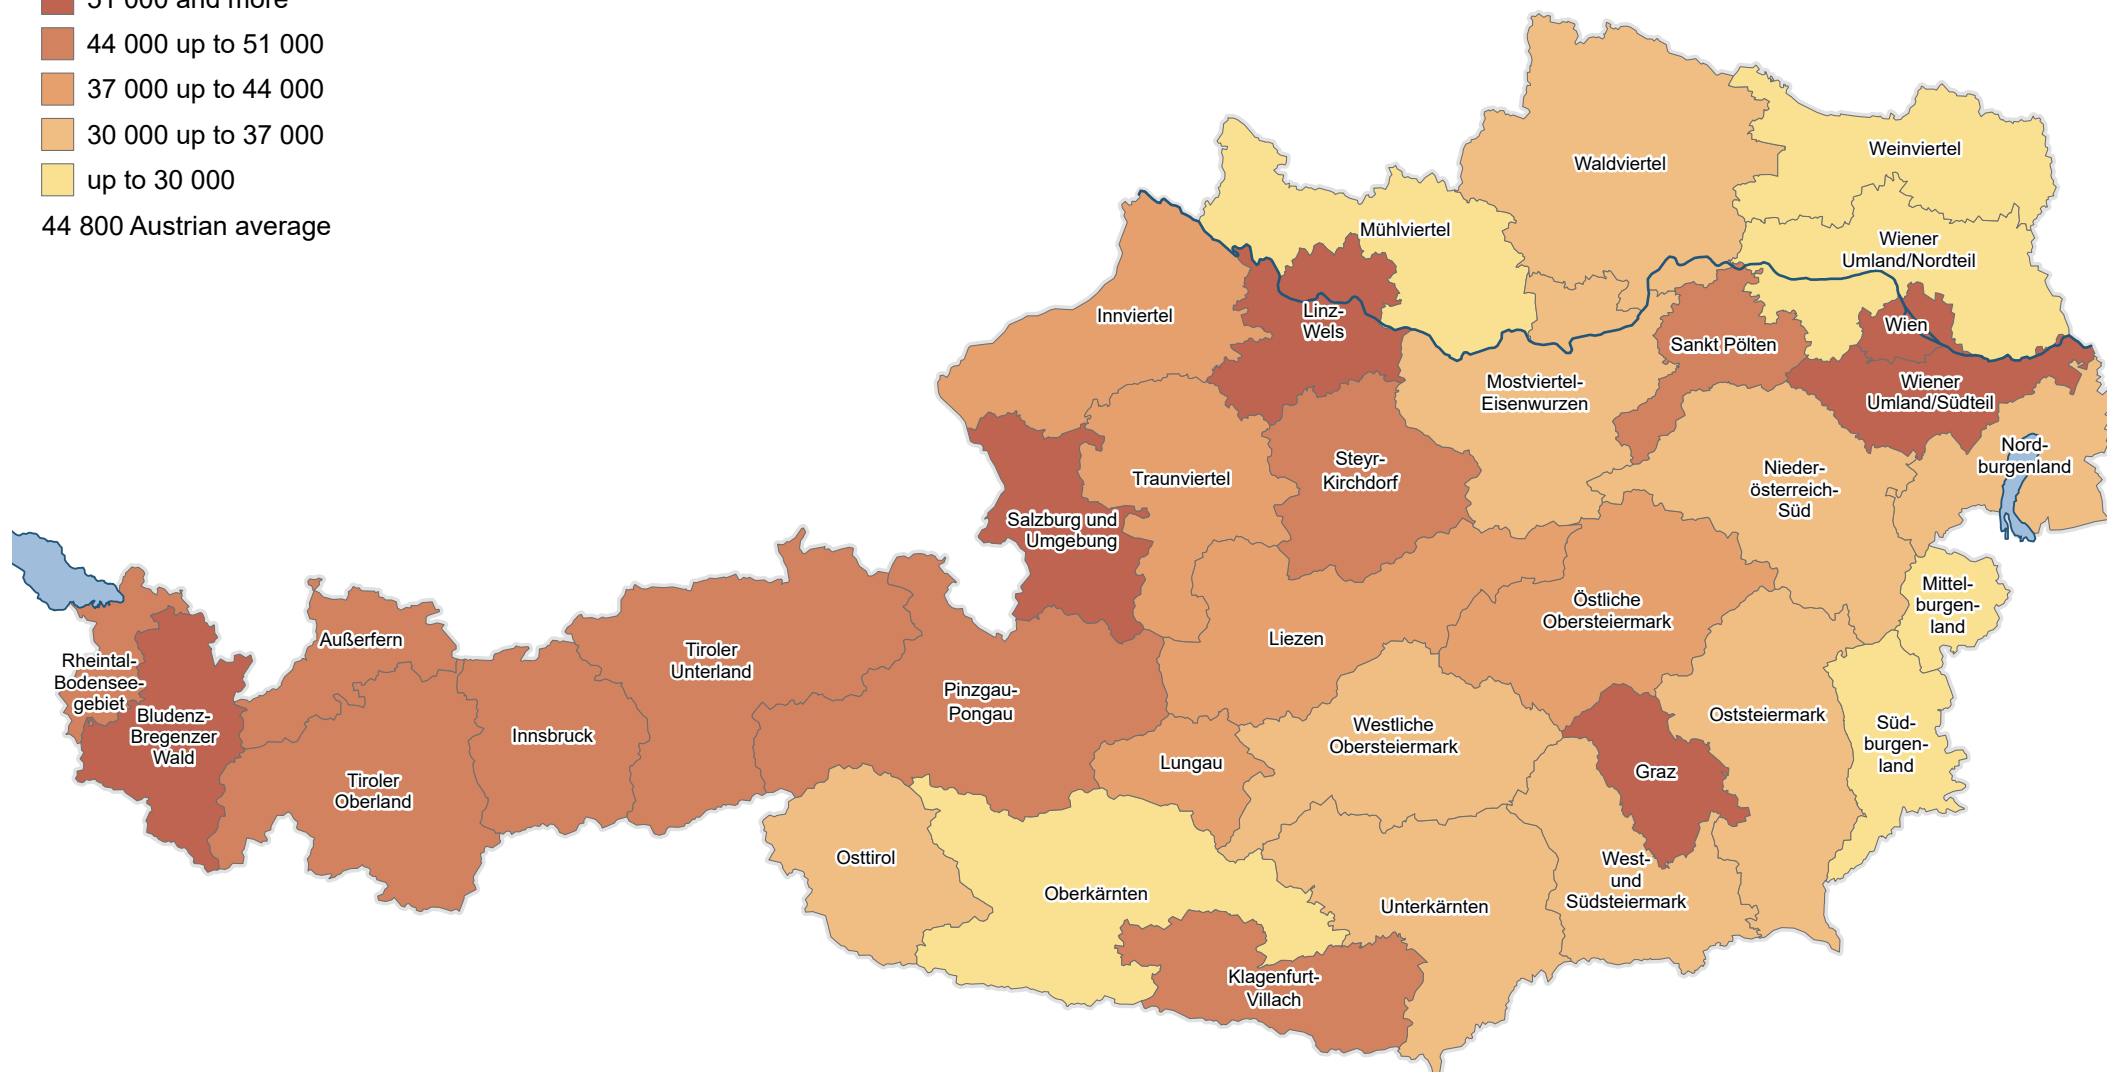 51 000 and more
44 000 up to 51 000
37 000 up to 44 000
30 000 up to 37 000
up to 30 000
44 800 Austrian average
Waldviertel
Weinviertel
Mühlviertel
Wiener
Umland/Nordteil
Innviertel
Linz-
Wels
Wien
Sankt Pölten
Mostviertel-
Eisenwurzen
Wiener
Umland/Südteil
Nord-
burgenland
Steyr-
Kirchdorf
Traunviertel
Nieder-
österreich-
Süd
Salzburg und
Umgebung
Mittel-
burgen-
land
Östliche
Obersteiermark
Liezen
Außerfern
Tiroler
Unterland
Rheintal-
Bodensee-
gebiet
Bludenz-
Bregenzer
Wald
Innsbruck
Pinzgau-
Pongau
Westliche
Obersteiermark
Oststeiermark
Süd-
burgen-
land
Lungau
Graz
Tiroler
Oberland
Osttirol
Oberkärnten
Unterkärnten
West-
und
Südsteiermark
Klagenfurt-
Villach